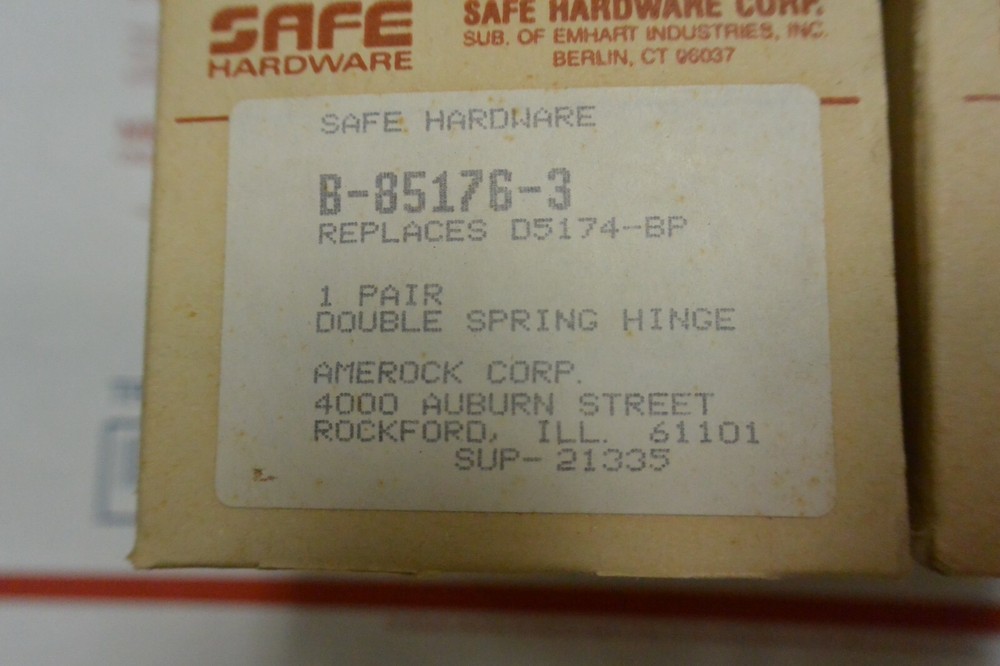 SAFE
HARDWARE
SAFE HARDWARE CORP.
SUB. OF EMHART INDUSTRIES, INC.
BERLIN, CT 06037
SAFE HARDWARE
B-85176-3
REPLACES D5174-BP
1 PAIR
DOUBLE SPRING HINGE
AMEROCK CORP.
4000 AUBURN STREET
ROCKFORD, ILL. 61101
SUP- 21335